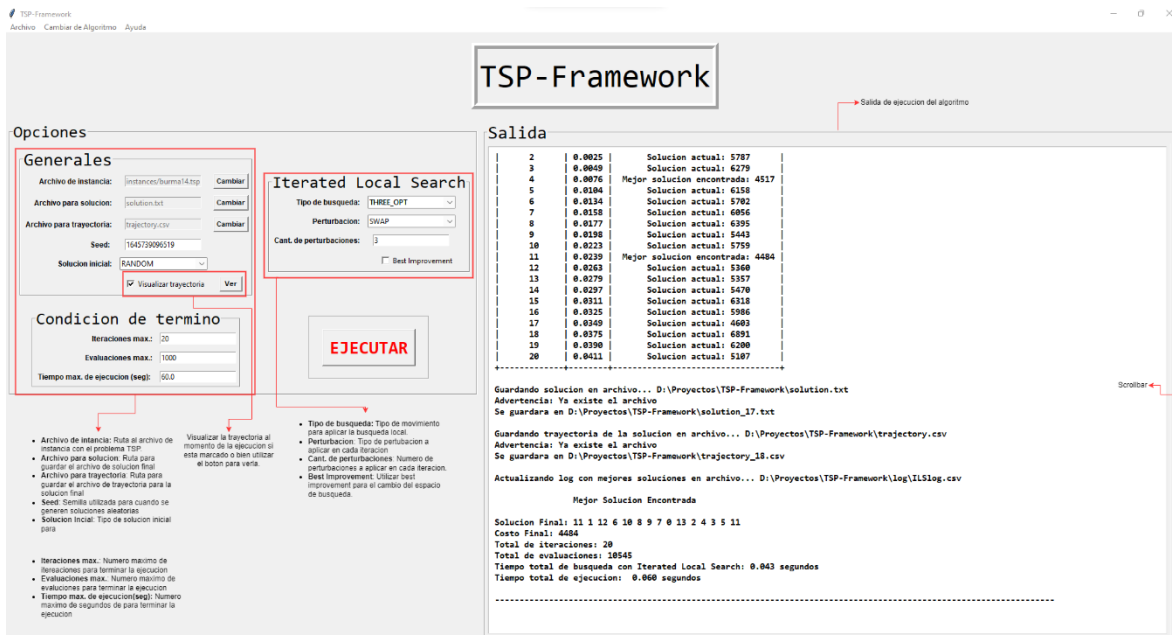 TSP-Framework
Archivo Cambiar de Algoritmo Ayuda
TSP-Framework
Salida de ejecucion del algoritmo
Opciones
Generales
Archivo de instancia: instances/burma14.tsp Cambiar
Archivo para solucion: solution.txt Cambiar
Archivo para trayectoria: trajectory.csv Cambiar
Seed: 1645739096519
Solucion inicial: RANDOM
Visualizar trayectoria Ver
Condicion de termino
Iteraciones max.: 20
Evaluaciones max.: 1000
Tiempo max. de ejecucion (seg): 60.0
Iterated Local Search
Tipo de busqueda: THREE_OPT
Perturbacion: SWAP
Cant. de perturbaciones: 3
Best Improvement
EJECUTAR
• Archivo de intancia: Ruta al archivo de
instancia con el problema TSP.
• Archivo para solucion: Ruta para
guardar el archivo de solucion final
• Archivo para trayectoria: Ruta para
guardar el archivo de trayectoria para la
solucion final
• Seed: Semilla utilizada para cuando se
generen soluciones aleatorias
• Solucion Incial: Tipo de solucion inicial
para
• Iteraciones max.: Numero maximo de
itereaciones para terminar la ejecucion
• Evaluaciones max.: Numero maximo de
evaluciones para terminar la ejecucion
• Tiempo max. de ejecucion(seg): Numero
maximo de segundos de para terminar la
ejecucion
Visualizar la trayectoria al
momento de la ejecucion si
esta marcado o bien utilizar
el boton para verla.
• Tipo de busqueda: Tipo de movimiento
para aplicar la busqueda local.
• Perturbacion: Tipo de pertubacion a
aplicar en cada iteracion
• Cant. de perturbaciones: Numero de
perturbaciones a aplicar en cada iteracion.
• Best Improvement: Utilizar best
improvement para el cambio del espacio
de busqueda.
Salida
| 2 | 0.0025 | Solucion actual: 5787 |
| 3 | 0.0049 | Solucion actual: 6279 |
| 4 | 0.0076 | Mejor solucion encontrada: 4517 |
| 5 | 0.0104 | Solucion actual: 6158 |
| 6 | 0.0134 | Solucion actual: 5702 |
| 7 | 0.0158 | Solucion actual: 6056 |
| 8 | 0.0177 | Solucion actual: 6395 |
| 9 | 0.0198 | Solucion actual: 5443 |
| 10 | 0.0223 | Solucion actual: 5759 |
| 11 | 0.0239 | Mejor solucion encontrada: 4484 |
| 12 | 0.0263 | Solucion actual: 5360 |
| 13 | 0.0279 | Solucion actual: 5357 |
| 14 | 0.0297 | Solucion actual: 5470 |
| 15 | 0.0311 | Solucion actual: 6318 |
| 16 | 0.0325 | Solucion actual: 5986 |
| 17 | 0.0349 | Solucion actual: 4603 |
| 18 | 0.0375 | Solucion actual: 6891 |
| 19 | 0.0390 | Solucion actual: 6200 |
| 20 | 0.0411 | Solucion actual: 5107 |
Guardando solucion en archivo... D:\Proyectos\TSP-Framework\solution.txt
Advertencia: Ya existe el archivo
Se guardara en D:\Proyectos\TSP-Framework\solution_17.txt
Guardando trayectoria de la solucion en archivo... D:\Proyectos\TSP-Framework\trajectory.csv
Advertencia: Ya existe el archivo
Se guardara en D:\Proyectos\TSP-Framework\trajectory_18.csv
Actualizando log con mejores soluciones en archivo... D:\Proyectos\TSP-Framework\log\ILSlog.csv
Mejor Solucion Encontrada
Solucion Final: 11 1 12 6 10 8 9 7 0 13 2 4 3 5 11
Costo Final: 4484
Total de iteraciones: 20
Total de evaluaciones: 10545
Tiempo total de busqueda con Iterated Local Search: 0.043 segundos
Tiempo total de ejecucion: 0.060 segundos
Scrollbar